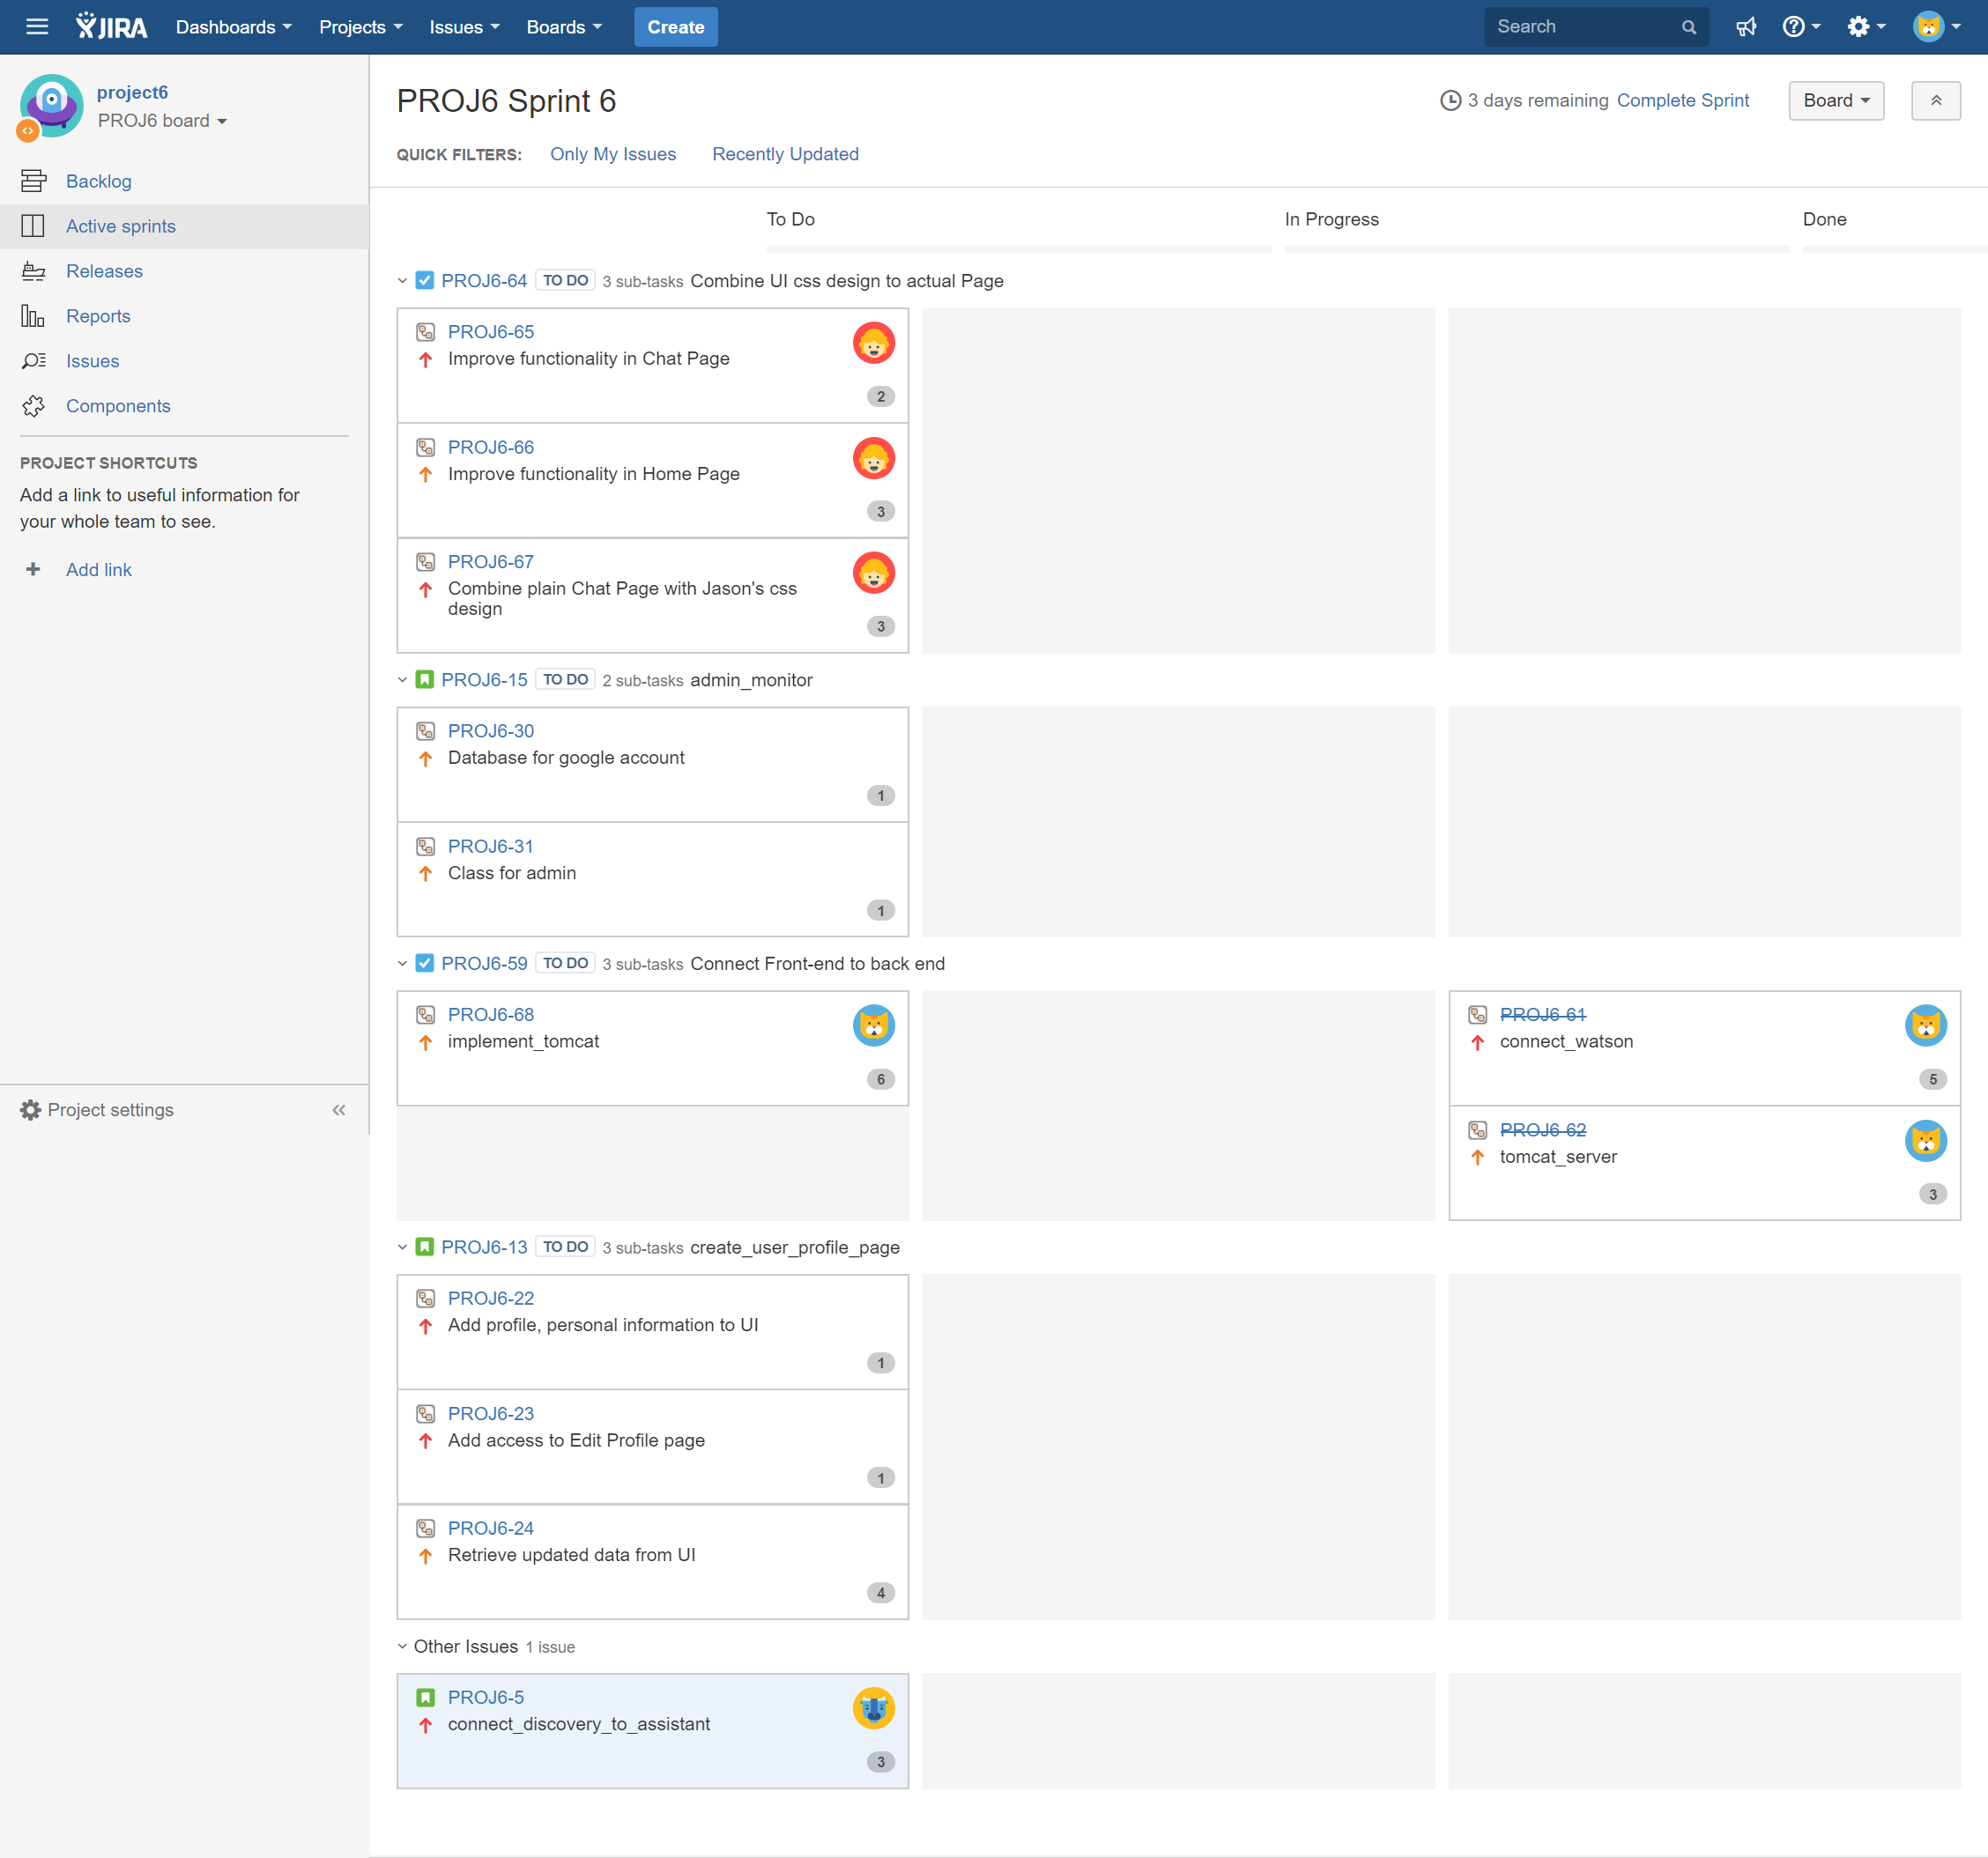 JIRA Dashboards Projects Issues Boards Create Search
project6
PROJ6 board
Backlog
Active sprints
Releases
Reports
Issues
Components
PROJECT SHORTCUTS
Add a link to useful information for
your whole team to see.
Add link
Project settings
PROJ6 Sprint 6
3 days remaining Complete Sprint Board
QUICK FILTERS: Only My Issues Recently Updated
To Do In Progress Done
PROJ6-64 TO DO 3 sub-tasks Combine UI css design to actual Page
PROJ6-65
Improve functionality in Chat Page
2
PROJ6-66
Improve functionality in Home Page
3
PROJ6-67
Combine plain Chat Page with Jason's css
design
3
PROJ6-15 TO DO 2 sub-tasks admin_monitor
PROJ6-30
Database for google account
1
PROJ6-31
Class for admin
1
PROJ6-59 TO DO 3 sub-tasks Connect Front-end to back end
PROJ6-68
implement_tomcat
6
PROJ6-61
connect_watson
5
PROJ6-62
tomcat_server
3
PROJ6-13 TO DO 3 sub-tasks create_user_profile_page
PROJ6-22
Add profile, personal information to UI
1
PROJ6-23
Add access to Edit Profile page
1
PROJ6-24
Retrieve updated data from UI
4
Other Issues 1 issue
PROJ6-5
connect_discovery_to_assistant
3